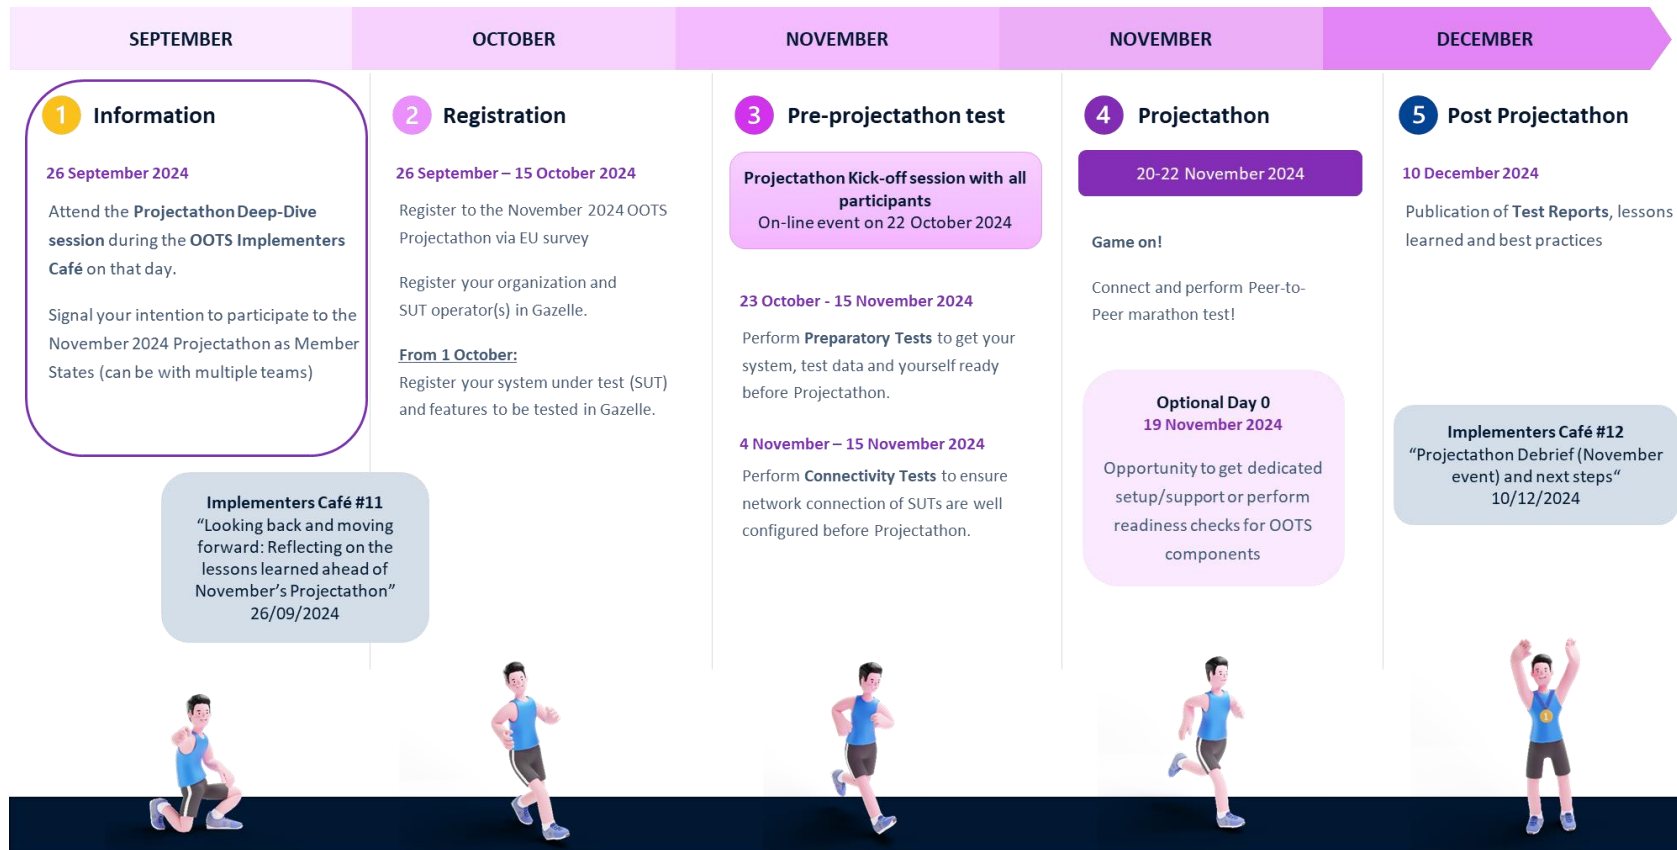 SEPTEMBER
OCTOBER
NOVEMBER
NOVEMBER
DECEMBER
1 Information
26 September 2024
Attend the Projectathon Deep-Dive
session during the OOTS Implementers
Café on that day.
Signal your intention to participate to the
November 2024 Projectathon as Member
States (can be with multiple teams)
Implementers Café #11
“Looking back and moving
forward: Reflecting on the
lessons learned ahead of
November’s Projectathon”
26/09/2024
2 Registration
26 September – 15 October 2024
Register to the November 2024 OOTS
Projectathon via EU survey
Register your organization and
SUT operator(s) in Gazelle.
From 1 October:
Register your system under test (SUT)
and features to be tested in Gazelle.
3 Pre-projectathon test
Projectathon Kick-off session with all
participants
On-line event on 22 October 2024
23 October - 15 November 2024
Perform Preparatory Tests to get your
system, test data and yourself ready
before Projectathon.
4 November – 15 November 2024
Perform Connectivity Tests to ensure
network connection of SUTs are well
configured before Projectathon.
4 Projectathon
20-22 November 2024
Game on!
Connect and perform Peer-to-
Peer marathon test!
Optional Day 0
19 November 2024
Opportunity to get dedicated
setup/support or perform
readiness checks for OOTS
components
5 Post Projectathon
10 December 2024
Publication of Test Reports, lessons
learned and best practices
Implementers Café #12
“Projectathon Debrief (November
event) and next steps“
10/12/2024
1